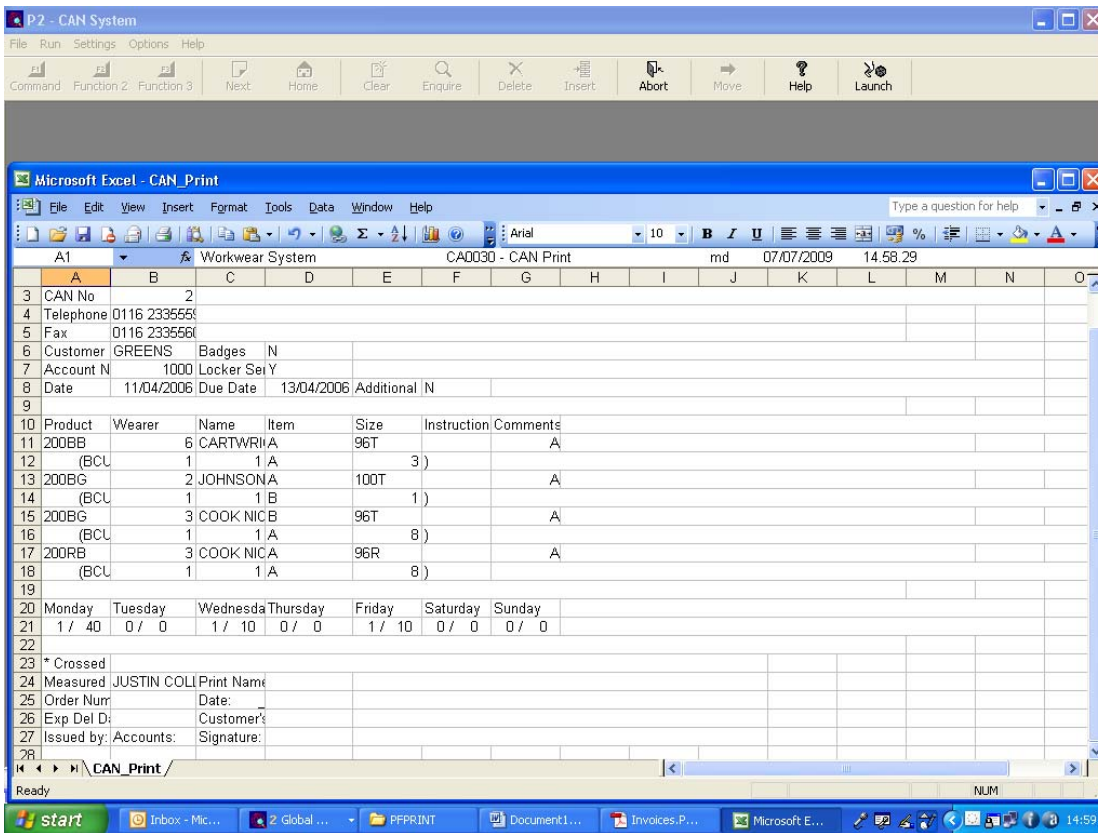 P2 - CAN System
File Run Settings Options Help
F1 F2 F3
Command Function 2 Function 3 Next Home Clear Enquire Delete Insert Abort Move Help Launch
Microsoft Excel - CAN_Print
File Edit View Insert Format Tools Data Window Help Type a question for help
Arial 10 B I U
A1 fx Workwear System CA0030 - CAN Print md 07/07/2009 14.58.29
A B C D E F G H I J K L M N O
3 CAN No 2
4 Telephone 0116 2335559
5 Fax 0116 2335560
6 Customer GREENS Badges N
7 Account N 1000 Locker Ser Y
8 Date 11/04/2006 Due Date 13/04/2006 Additional N
9
10 Product Wearer Name Item Size Instruction Comments
11 200BB 6 CARTWRI A 96T A
12 (BCU 1 1 A 3 )
13 200BG 2 JOHNSON A 100T A
14 (BCU 1 1 B 1 )
15 200BG 3 COOK NIC B 96T A
16 (BCU 1 1 A 8 )
17 200RB 3 COOK NIC A 96R A
18 (BCU 1 1 A 8 )
19
20 Monday Tuesday Wednesda Thursday Friday Saturday Sunday
21 1 / 40 0 / 0 1 / 10 0 / 0 1 / 10 0 / 0 0 / 0
22
23 * Crossed
24 Measured JUSTIN COLL Print Name
25 Order Num Date: _
26 Exp Del Da Customer's
27 Issued by: Accounts: Signature:
28
CAN_Print
Ready NUM
start Inbox - Mic... 2 Global ... PFPRINT Document1... Invoices.P... Microsoft E... 14:59